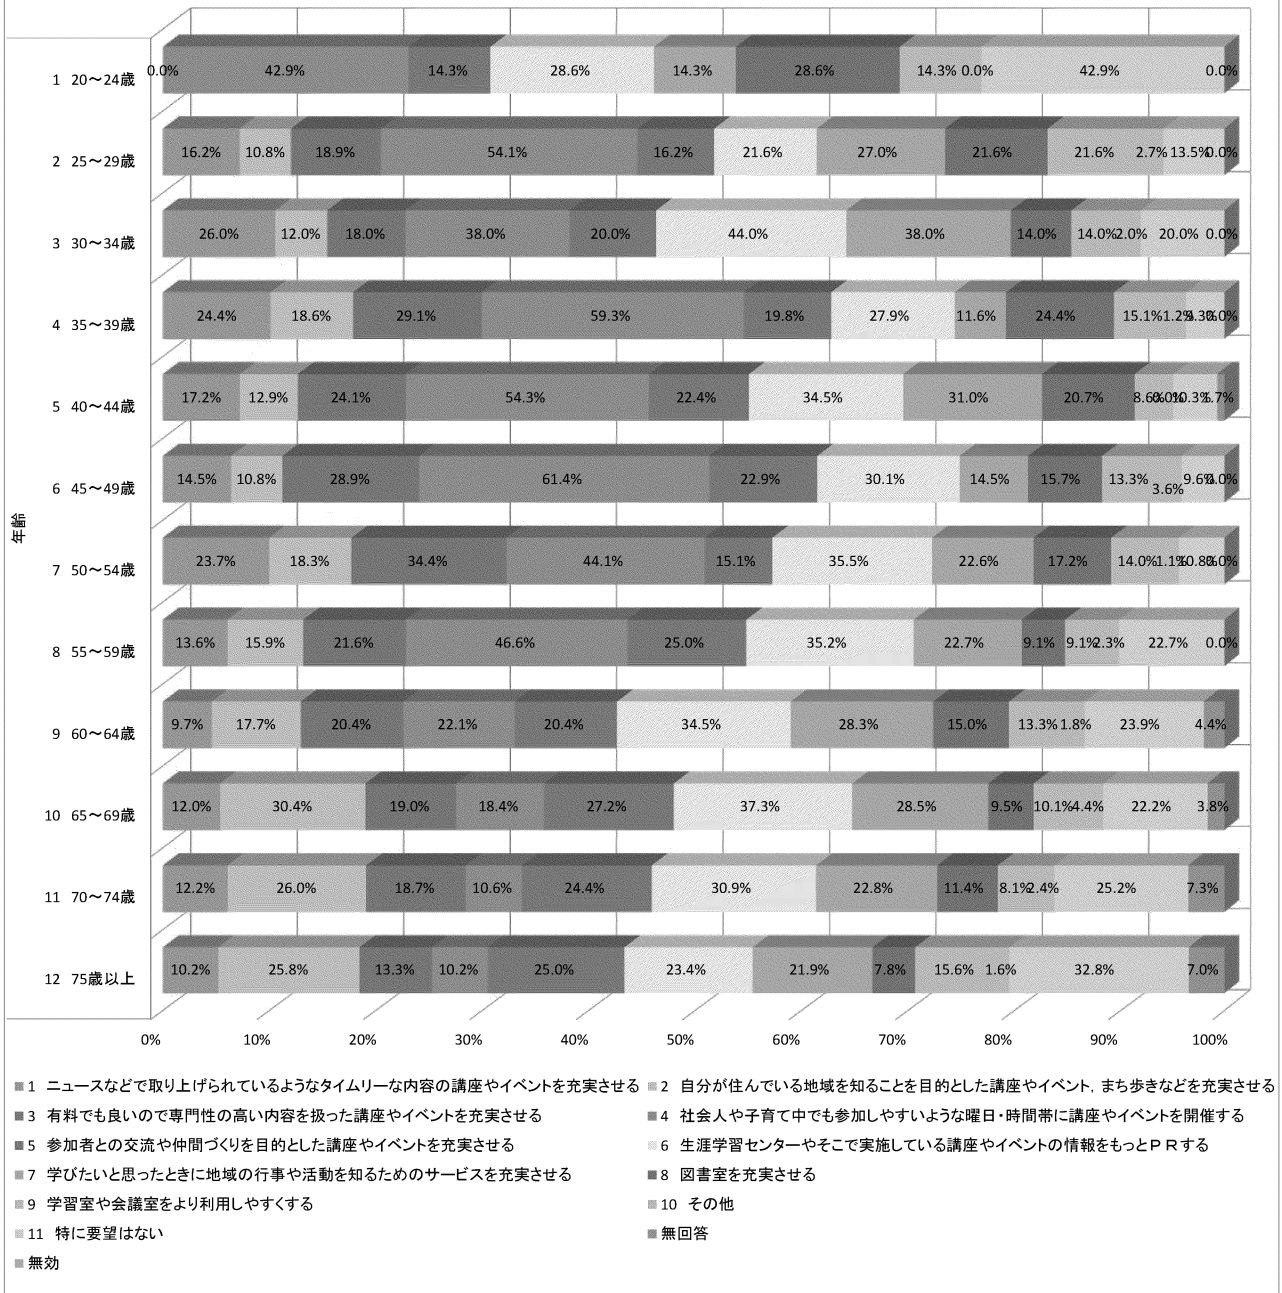 年齢
1 20～24歳
0.0% 42.9% 14.3% 28.6% 14.3% 28.6% 14.3% 0.0% 42.9% 0.0%
2 25～29歳
16.2% 10.8% 18.9% 54.1% 16.2% 21.6% 27.0% 21.6% 21.6% 2.7% 13.5% 0.0%
3 30～34歳
26.0% 12.0% 18.0% 38.0% 20.0% 44.0% 38.0% 14.0% 14.0% 2.0% 20.0% 0.0%
4 35～39歳
24.4% 18.6% 29.1% 59.3% 19.8% 27.9% 11.6% 24.4% 15.1% 1.2% 0.0%
5 40～44歳
17.2% 12.9% 24.1% 54.3% 22.4% 34.5% 31.0% 20.7% 8.6% 0.0% 10.3% 1.7%
6 45～49歳
14.5% 10.8% 28.9% 61.4% 22.9% 30.1% 14.5% 15.7% 13.3% 3.6% 9.6% 0.0%
7 50～54歳
23.7% 18.3% 34.4% 44.1% 15.1% 35.5% 22.6% 17.2% 14.0% 1.1% 10.8% 0.0%
8 55～59歳
13.6% 15.9% 21.6% 46.6% 25.0% 35.2% 22.7% 9.1% 9.1% 2.3% 22.7% 0.0%
9 60～64歳
9.7% 17.7% 20.4% 22.1% 20.4% 34.5% 28.3% 15.0% 13.3% 1.8% 23.9% 4.4%
10 65～69歳
12.0% 30.4% 19.0% 18.4% 27.2% 37.3% 28.5% 9.5% 10.1% 4.4% 22.2% 3.8%
11 70～74歳
12.2% 26.0% 18.7% 10.6% 24.4% 30.9% 22.8% 11.4% 8.1% 2.4% 25.2% 7.3%
12 75歳以上
10.2% 25.8% 13.3% 10.2% 25.0% 23.4% 21.9% 7.8% 15.6% 1.6% 32.8% 7.0%
0% 10% 20% 30% 40% 50% 60% 70% 80% 90% 100%
1 ニュースなどで取り上げられているようなタイムリーな内容の講座やイベントを充実させる
2 自分が住んでいる地域を知ることを目的とした講座やイベント，まち歩きなどを充実させる
3 有料でも良いので専門性の高い内容を扱った講座やイベントを充実させる
4 社会人や子育て中でも参加しやすいような曜日・時間帯に講座やイベントを開催する
5 参加者との交流や仲間づくりを目的とした講座やイベントを充実させる
6 生涯学習センターやそこで実施している講座やイベントの情報をもっとＰＲする
7 学びたいと思ったときに地域の行事や活動を知るためのサービスを充実させる
8 図書室を充実させる
9 学習室や会議室をより利用しやすくする
10 その他
11 特に要望はない
無回答
無効